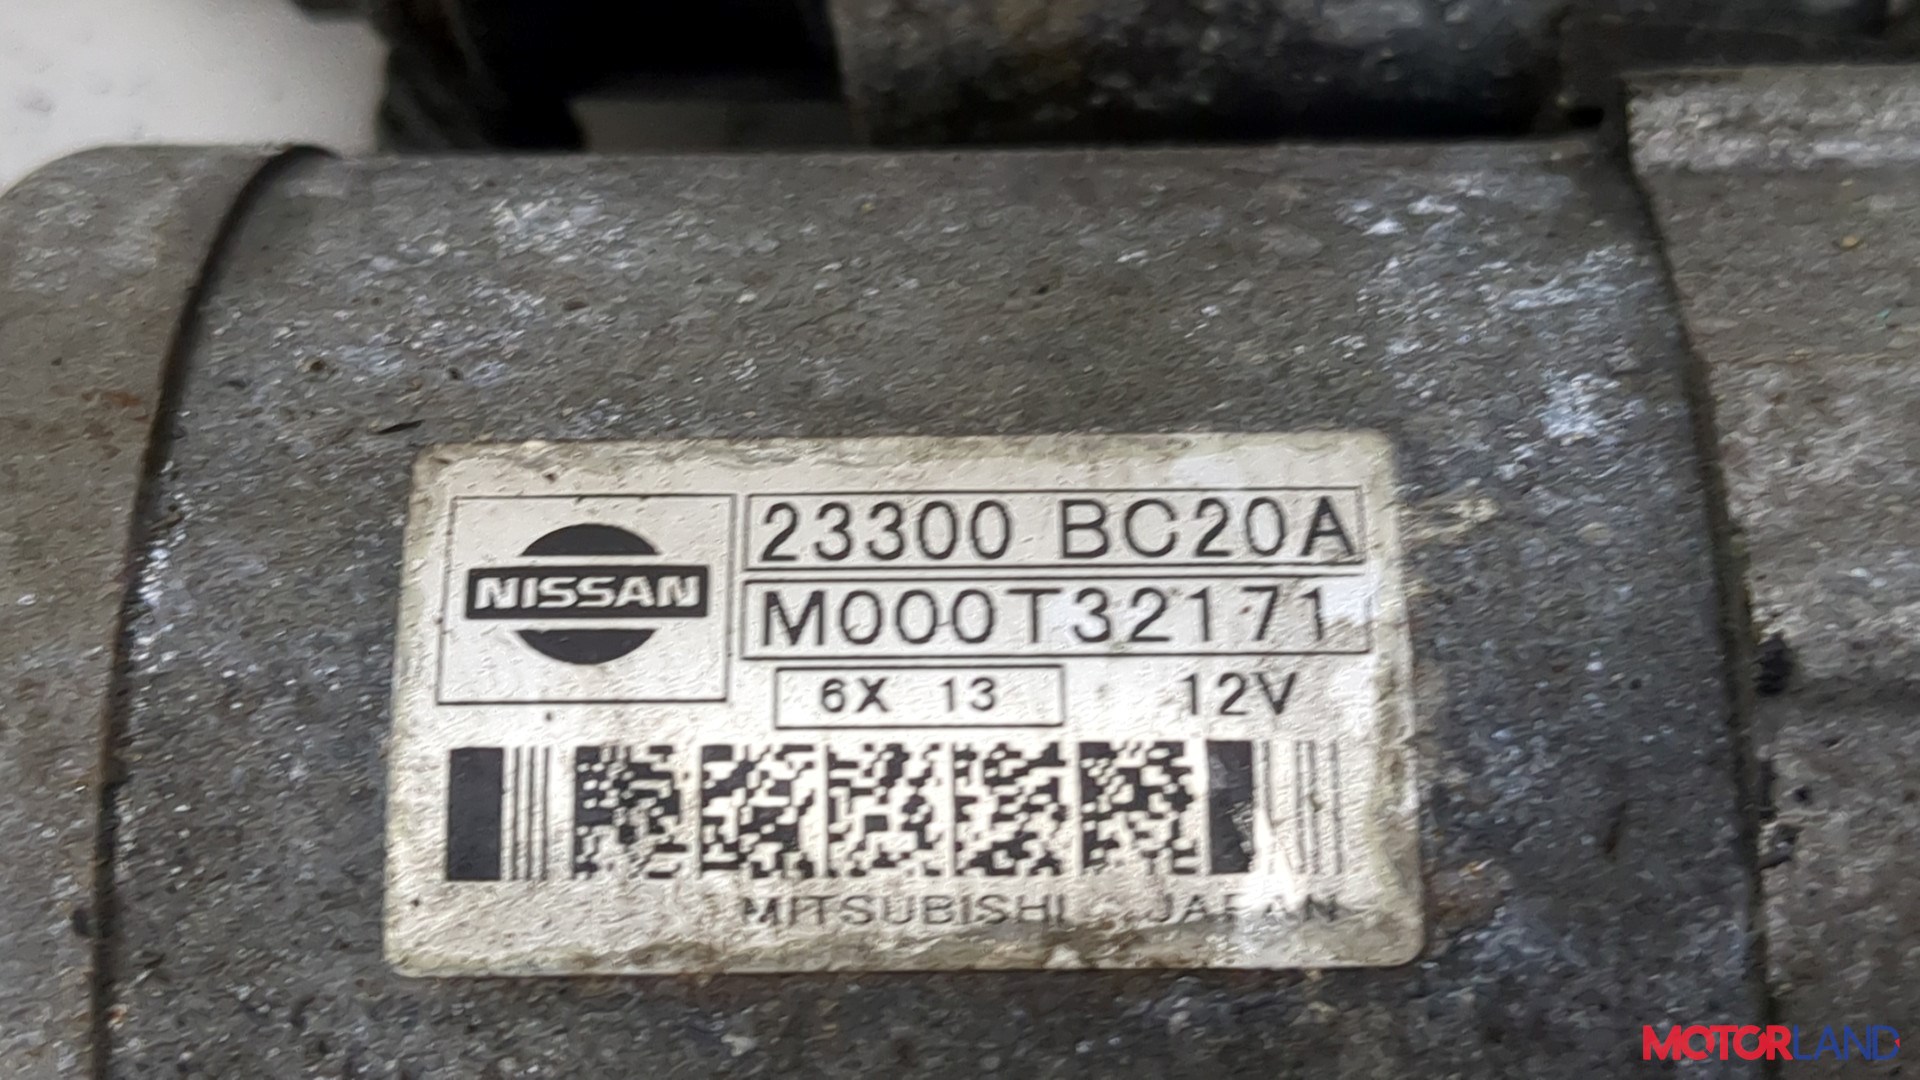 NISSAN
23300 BC20A
M000T32171
6X 13
12V
MITSUBISHI JAPAN
MOTORLAND